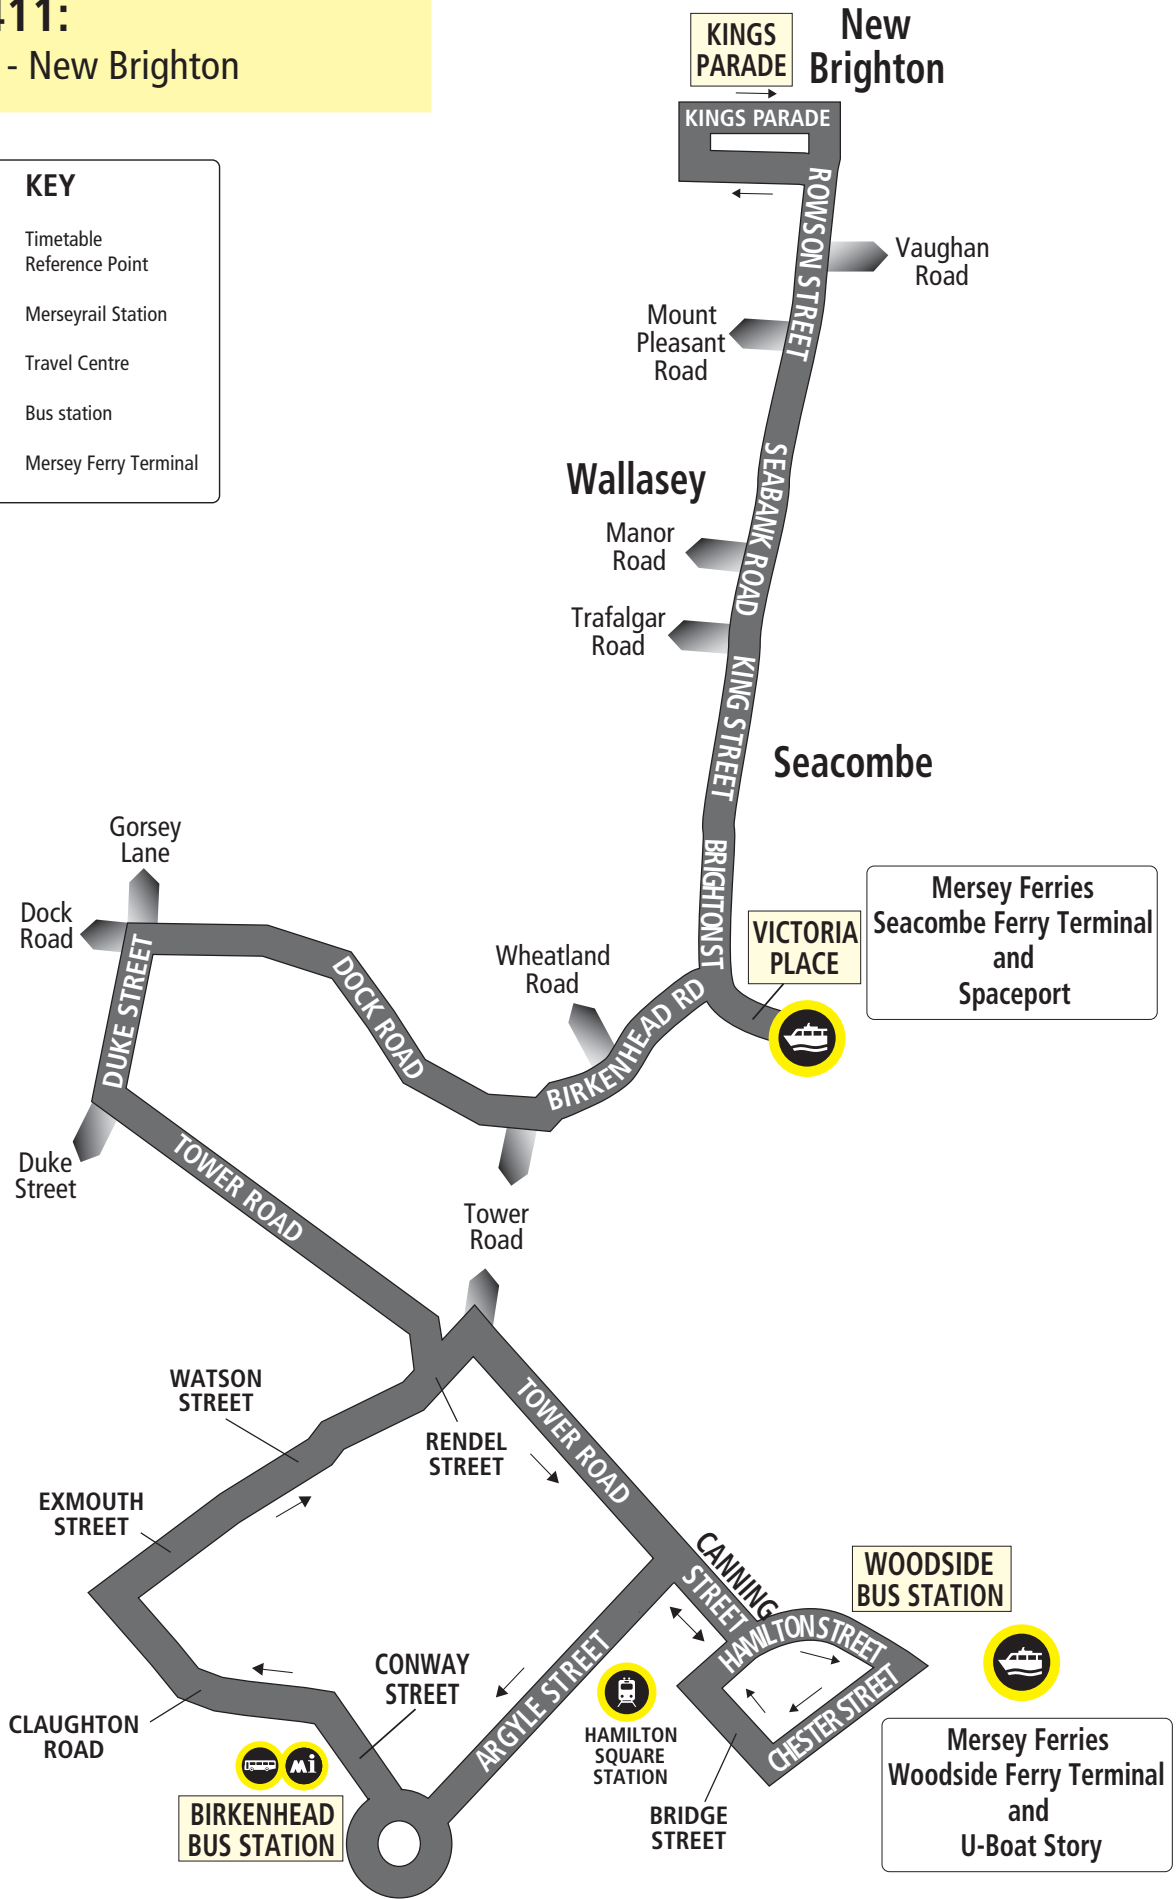 411:
- New Brighton
KEY
Timetable
Reference Point
Merseyrail Station
Travel Centre
Bus station
Mersey Ferry Terminal
New
Brighton
KINGS
PARADE
KINGS PARADE
ROWSON STREET
Vaughan
Road
Mount
Pleasant
Road
Wallasey
SEABANK ROAD
Manor
Road
Trafalgar
Road
KING STREET
Seacombe
BRIGHTON ST
Gorsey
Lane
Dock
Road
DUKE STREET
DOCK ROAD
Wheatland
Road
BIRKENHEAD RD
VICTORIA
PLACE
Mersey Ferries
Seacombe Ferry Terminal
and
Spaceport
Duke
Street
TOWER ROAD
Tower
Road
WATSON
STREET
RENDEL
STREET
TOWER ROAD
EXMOUTH
STREET
CANNING
STREET
WOODSIDE
BUS STATION
HAMILTON STREET
CHESTER STREET
CONWAY
STREET
ARGYLE STREET
HAMILTON
SQUARE
STATION
CLAUGHTON
ROAD
mi
BIRKENHEAD
BUS STATION
BRIDGE
STREET
Mersey Ferries
Woodside Ferry Terminal
and
U-Boat Story